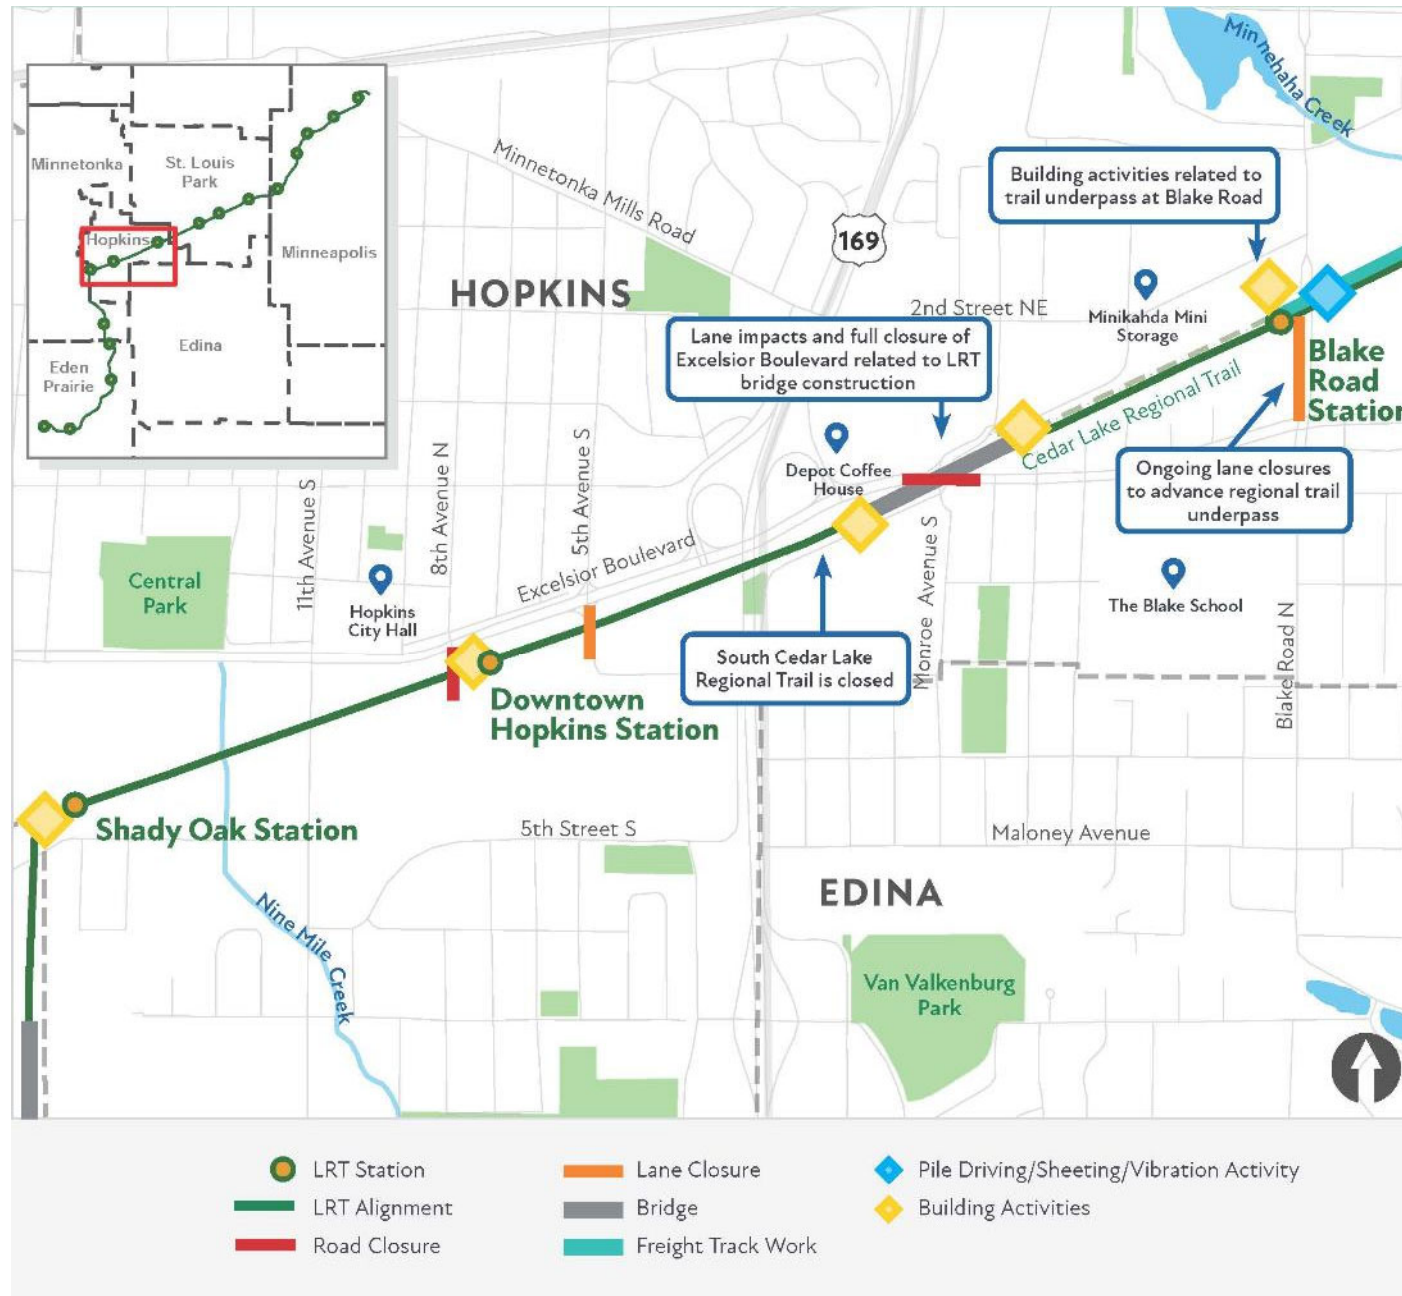 Minnehaha Creek
Minnetonka
St. Louis
Park
Hopkins
Minneapolis
Edina
Eden
Prairie
Minnetonka Mills Road
169
Building activities related to
trail underpass at Blake Road
HOPKINS
2nd Street NE
Minikahda Mini
Storage
Lane impacts and full closure of
Excelsior Boulevard related to LRT
bridge construction
Blake
Road
Station
Cedar Lake Regional Trail
Depot Coffee
House
Ongoing lane closures
to advance regional trail
underpass
11th Avenue S
8th Avenue N
5th Avenue S
Excelsior Boulevard
Monroe Avenue S
Central
Park
Hopkins
City Hall
The Blake School
Blake Road N
South Cedar Lake
Regional Trail is closed
Downtown
Hopkins Station
Shady Oak Station
5th Street S
Maloney Avenue
EDINA
Nine Mile Creek
Van Valkenburg
Park
LRT Station
LRT Alignment
Road Closure
Lane Closure
Bridge
Freight Track Work
Pile Driving/Sheeting/Vibration Activity
Building Activities